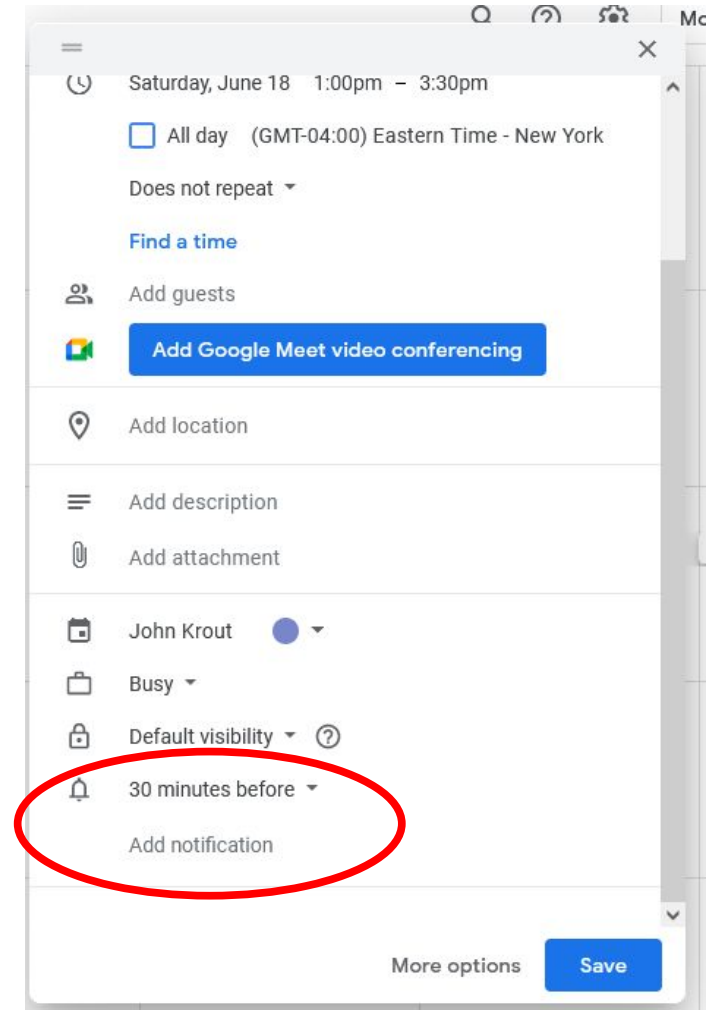 Saturday, June 18 1:00pm – 3:30pm
All day (GMT-04:00) Eastern Time - New York
Does not repeat
Find a time
Add guests
Add Google Meet video conferencing
Add location
Add description
Add attachment
John Krout
Busy
Default visibility
30 minutes before
Add notification
More options Save